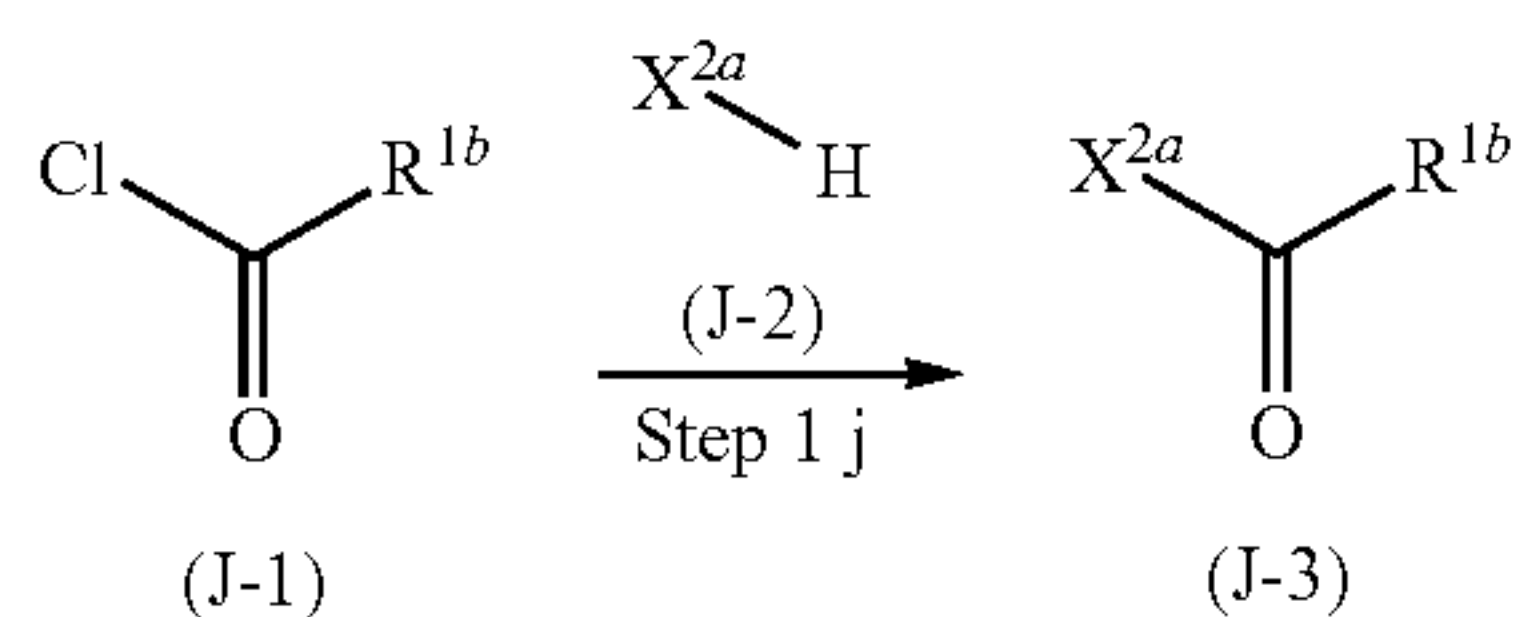 X2a
H
Cl R1b
O
(J-1)
(J-2)
Step 1 j
X2a R1b
O
(J-3)